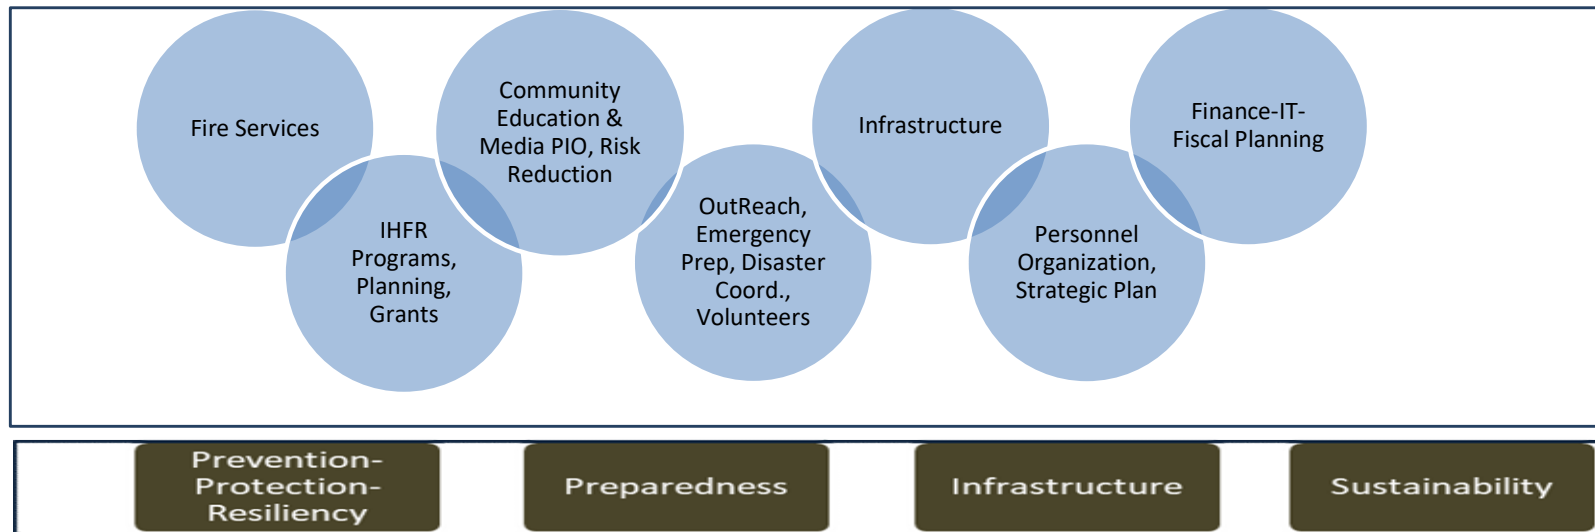 Fire Services
IHFR
Programs,
Planning,
Grants
Community
Education &
Media PIO, Risk
Reduction
OutReach,
Emergency
Prep, Disaster
Coord.,
Volunteers
Infrastructure
Personnel
Organization,
Strategic Plan
Finance-IT-
Fiscal Planning
Prevention-
Protection-
Resiliency
Preparedness
Infrastructure
Sustainability